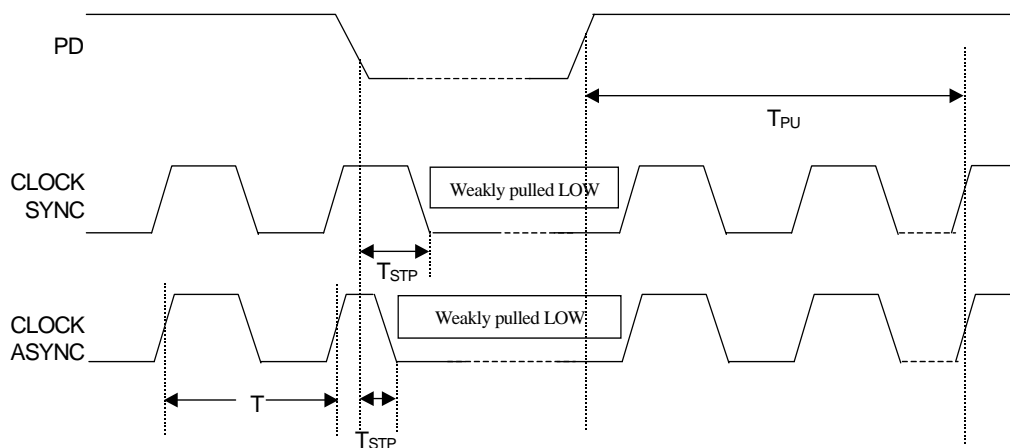 PD
TPU
CLOCK
SYNC
Weakly pulled LOW
TSTP
CLOCK
ASYNC
Weakly pulled LOW
T
TSTP